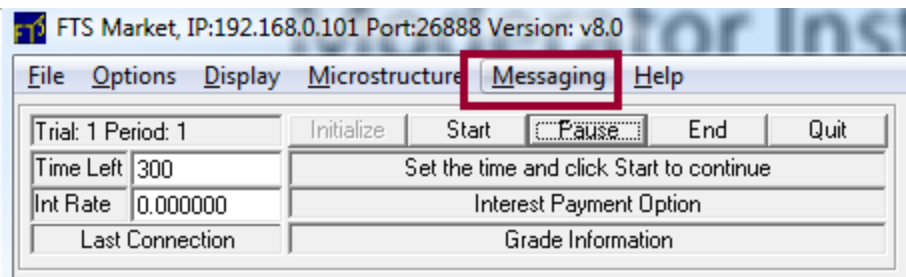 FTS Market, IP:192.168.0.101 Port:26888 Version: v8.0
File Options Display Microstructure Messaging Help
Trial: 1 Period: 1 Initialize Start Pause End Quit
Time Left 300 Set the time and click Start to continue
Int Rate 0.000000 Interest Payment Option
Last Connection Grade Information